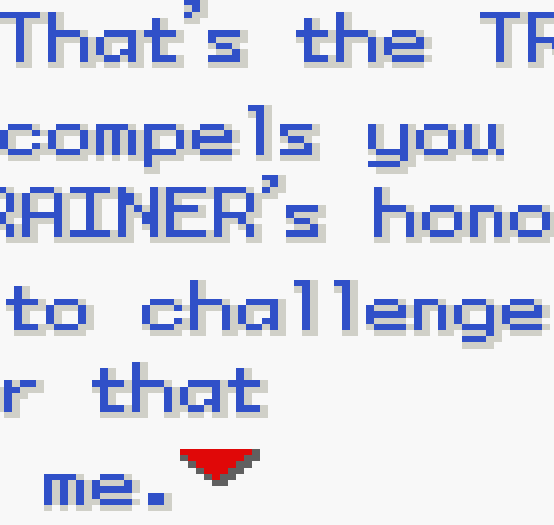 That's the TR
compels you
RAINER's hono
to challenge
r that
me.